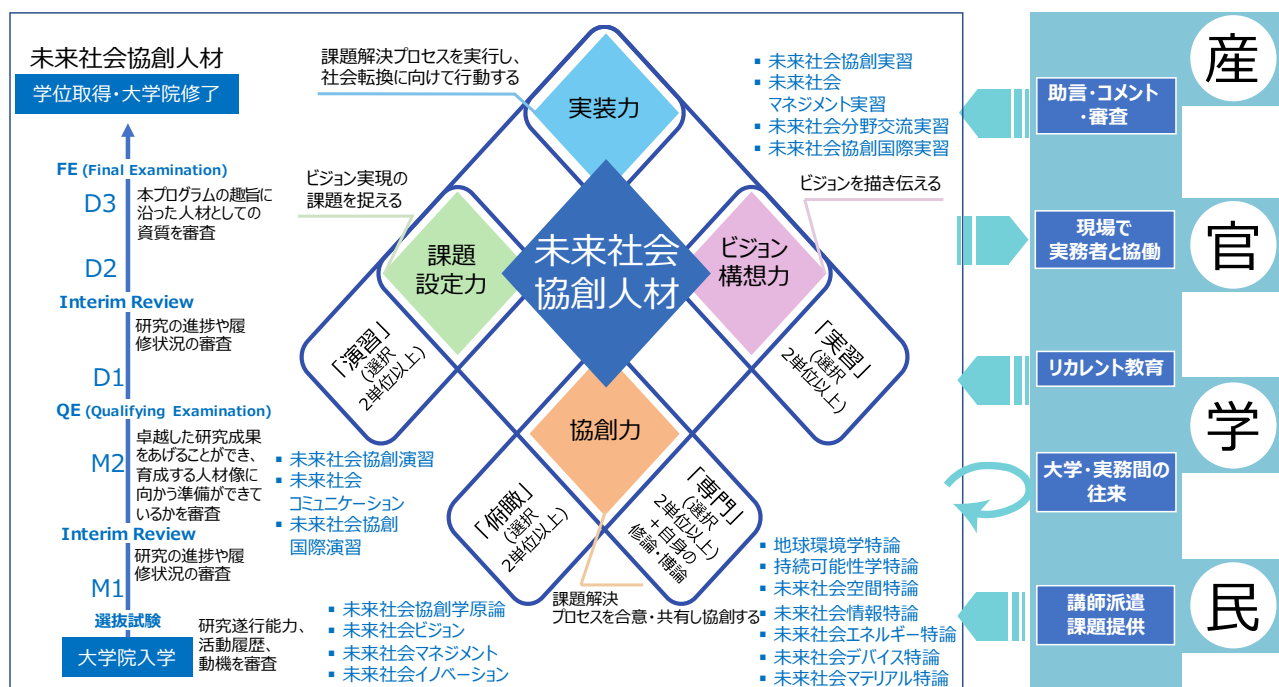 未来社会協創人材
学位取得・大学院修了
FE (Final Examination)
D3
本プログラムの趣旨に
沿った人材としての
資質を審査
D2
Interim Review
研究の進捗や履
修状況の審査
D1
QE (Qualifying Examination)
M2
卓越した研究成果
をあげることができ、
育成する人材像に
向かう準備ができて
いるかを審査
Interim Review
研究の進捗や履
修状況の審査
M1
選抜試験
大学院入学
研究遂行能力、
活動履歴、
動機を審査
課題解決プロセスを実行し、
社会転換に向けて行動する
実装力
▪ 未来社会協創実習
▪ 未来社会
マネジメント実習
▪ 未来社会分野交流実習
▪ 未来社会協創国際実習
ビジョン実現の
課題を捉える
課題
設定力
未来社会
協創人材
ビジョンを描き伝える
ビジョン
構想力
「演習」
(選択
2単位以上)
「実習」
(選択
2単位以上)
協創力
▪ 未来社会協創演習
▪ 未来社会
コミュニケーション
▪ 未来社会協創
国際演習
「俯瞰」
(選択
2単位以上)
「専門」
(選択
2単位以上)
+自身の
修論・博論
課題解決
プロセスを合意・共有し協創する
▪ 未来社会協創学原論
▪ 未来社会ビジョン
▪ 未来社会マネジメント
▪ 未来社会イノベーション
▪ 地球環境学特論
▪ 持続可能性学特論
▪ 未来社会空間特論
▪ 未来社会情報特論
▪ 未来社会エネルギー特論
▪ 未来社会デバイス特論
▪ 未来社会マテリアル特論
助言・コメント
・審査
現場で
実務者と協働
リカレント教育
大学・実務間の
往来
講師派遣
課題提供
産
官
学
民